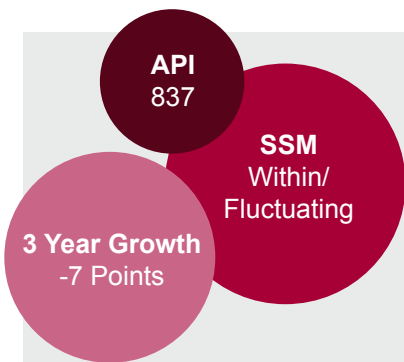 API
837
SSM
Within/
Fluctuating
3 Year Growth
-7 Points